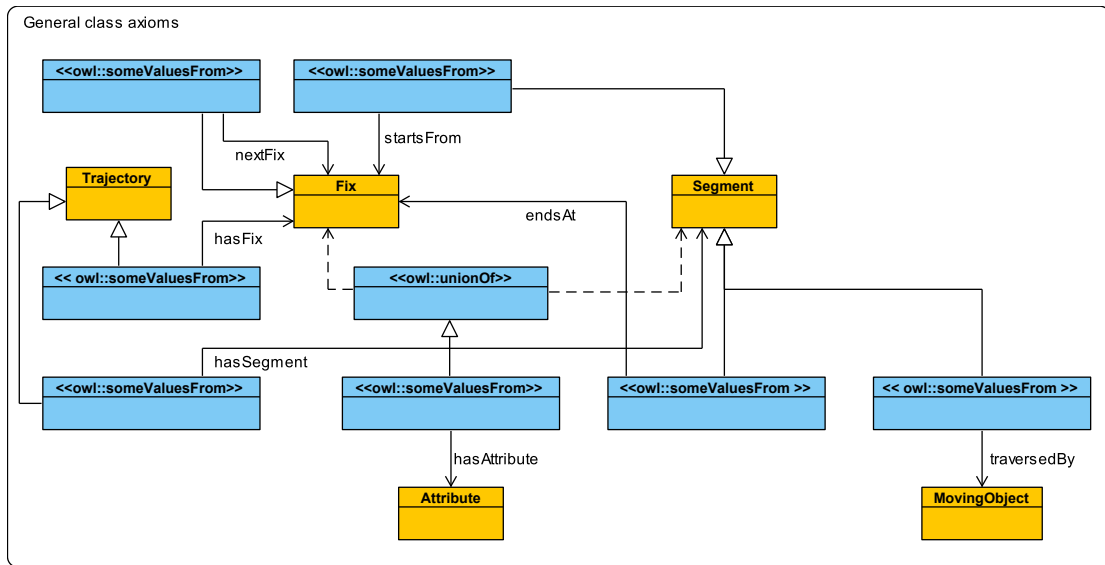 General class axioms
<<owl::someValuesFrom>>
<<owl::someValuesFrom>>
startsFrom
nextFix
Trajectory
Fix
Segment
endsAt
hasFix
<< owl::someValuesFrom>>
<<owl::unionOf>>
hasSegment
<<owl::someValuesFrom>>
<<owl::someValuesFrom>>
<<owl::someValuesFrom >>
<< owl::someValuesFrom >>
hasAttribute
traversedBy
Attribute
MovingObject